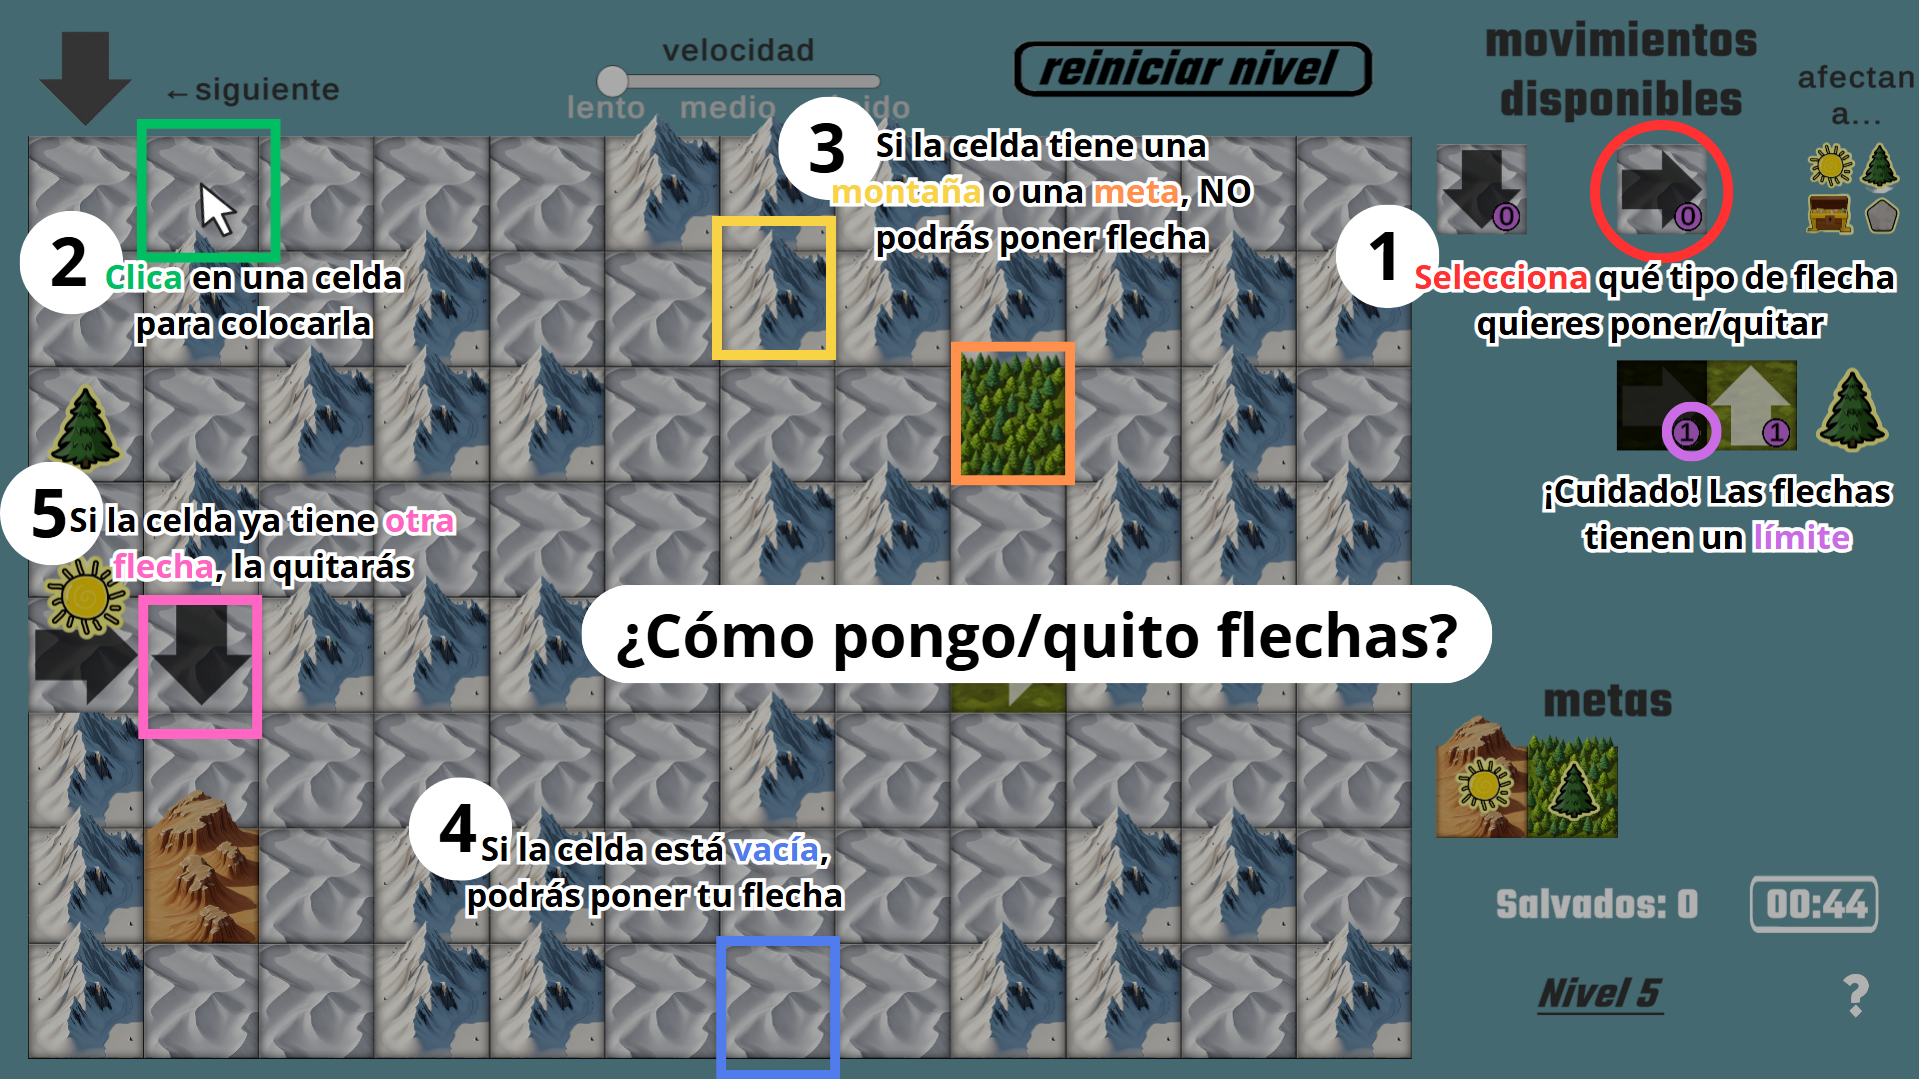 ←siguiente
velocidad
lento medio
reiniciar nivel
movimientos
disponibles
afectan
a...
0
0
1
Selecciona qué tipo de flecha
quieres poner/quitar
1
1
¡Cuidado! Las flechas
tienen un límite
2
Clica en una celda
para colocarla
3
Si la celda tiene una
montaña o una meta, NO
podrás poner flecha
4
Si la celda está vacía,
podrás poner tu flecha
5
Si la celda ya tiene otra
flecha, la quitarás
¿Cómo pongo/quito flechas?
metas
Salvados: 0
00:44
Nivel 5
?